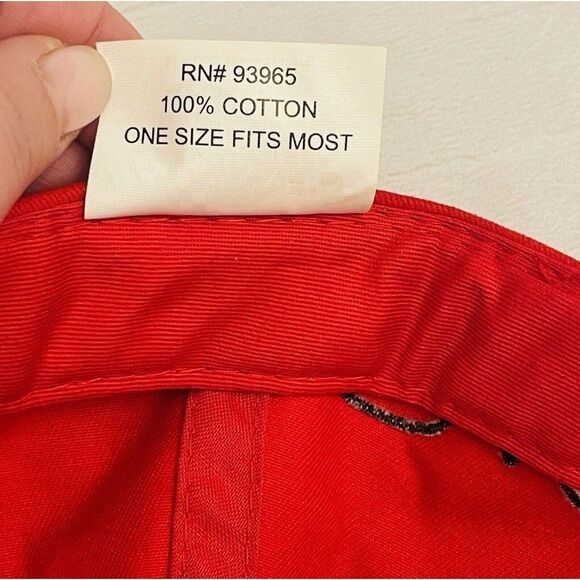 RN# 93965
100% COTTON
ONE SIZE FITS MOST